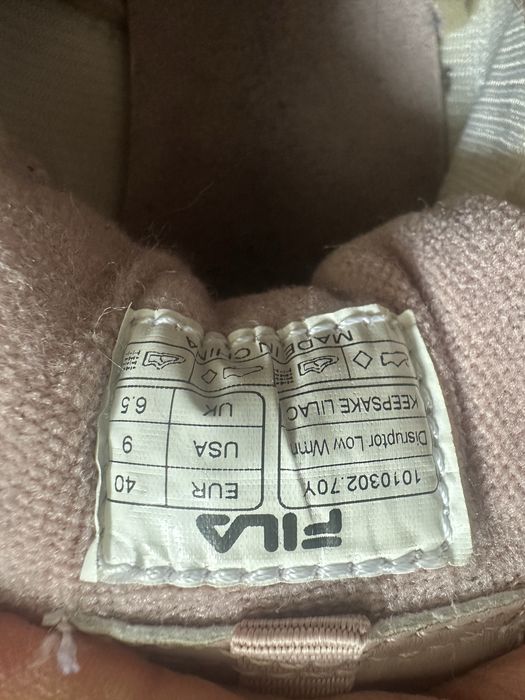 FILA
EUR 40
USA 9
UK 6.5
1010302.70Y
Disruptor Low Wmn
KEEPSAKE LILAC
MADE IN CHINA